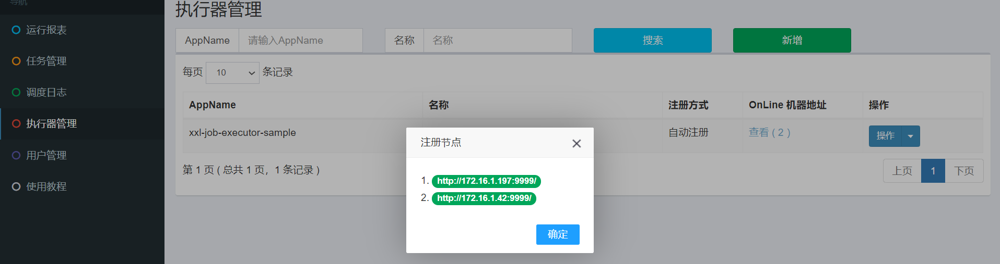 导航
执行器管理
运行报表
AppName 请输入AppName 名称 名称 搜索 新增
任务管理
每页 10 条记录
调度日志
AppName 名称 注册方式 OnLine 机器地址 操作
执行器管理
xxl-job-executor-sample 自动注册 查看 ( 2 ) 操作
注册节点
用户管理
第 1 页 ( 总共 1 页，1 条记录 ) 上页 1 下页
1. http://172.16.1.197:9999/
使用教程
2. http://172.16.1.42:9999/
确定